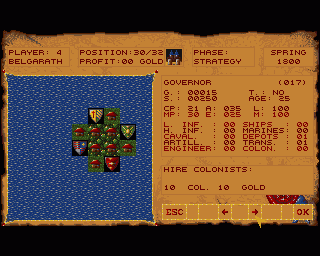 PLAYER: 4 POSITION:30/32 PHASE: SPRING
BELGARATH PROFIT:00 GOLD STRATEGY 1800
GOVERNOR (017)
G.: 00015 T.: NO
S.: 00250 AGE: 25
CP: 21 A: 035 L: 100
MP: 30 E: 025 M: 100
L. INF. : 00 SHIPS : 00
H. INF. : 00 MARINES: 00
CAVAL. : 00 DEPOTS : 01
ARTILL : 00 TRANS. : 01
ENGINEER: 00 COLON. : 00
HIRE COLONISTS:
10 COL. 10 GOLD
ESC ← → OK